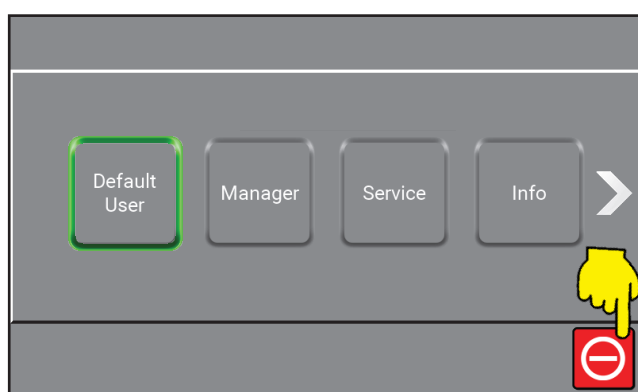 Default
User
Manager
Service
Info